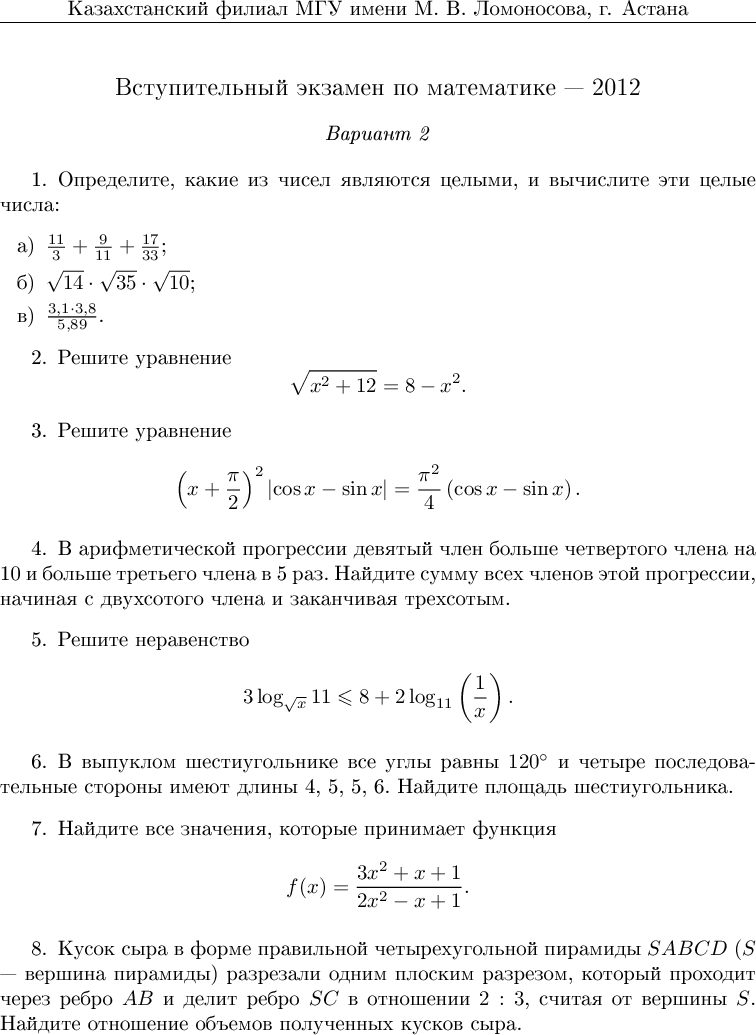 Казахстанский филиал МГУ имени М. В. Ломоносова, г. Астана
Вступительный экзамен по математике — 2012
Вариант 2
1. Определите, какие из чисел являются целыми, и вычислите эти целые
числа:
а) $\frac{11}{3} + \frac{9}{11} + \frac{17}{33}$;
б) $\sqrt{14} \cdot \sqrt{35} \cdot \sqrt{10}$;
в) $\frac{3,1 \cdot 3,8}{5,89}$.
2. Решите уравнение
$\sqrt{x^2 + 12} = 8 - x^2.$
3. Решите уравнение
$\left(x + \frac{\pi}{2}\right)^2 |\cos x - \sin x| = \frac{\pi^2}{4} (\cos x - \sin x).$
4. В арифметической прогрессии девятый член больше четвертого члена на
10 и больше третьего члена в 5 раз. Найдите сумму всех членов этой прогрессии,
начиная с двухсотого члена и заканчивая трехсотым.
5. Решите неравенство
$3 \log_{\sqrt{x}} 11 \leqslant 8 + 2 \log_{11} \left(\frac{1}{x}\right).$
6. В выпуклом шестиугольнике все углы равны 120° и четыре последова-
тельные стороны имеют длины 4, 5, 5, 6. Найдите площадь шестиугольника.
7. Найдите все значения, которые принимает функция
$f(x) = \frac{3x^2 + x + 1}{2x^2 - x + 1}.$
8. Кусок сыра в форме правильной четырехугольной пирамиды SABCD (S
— вершина пирамиды) разрезали одним плоским разрезом, который проходит
через ребро AB и делит ребро SC в отношении 2 : 3, считая от вершины S.
Найдите отношение объемов полученных кусков сыра.